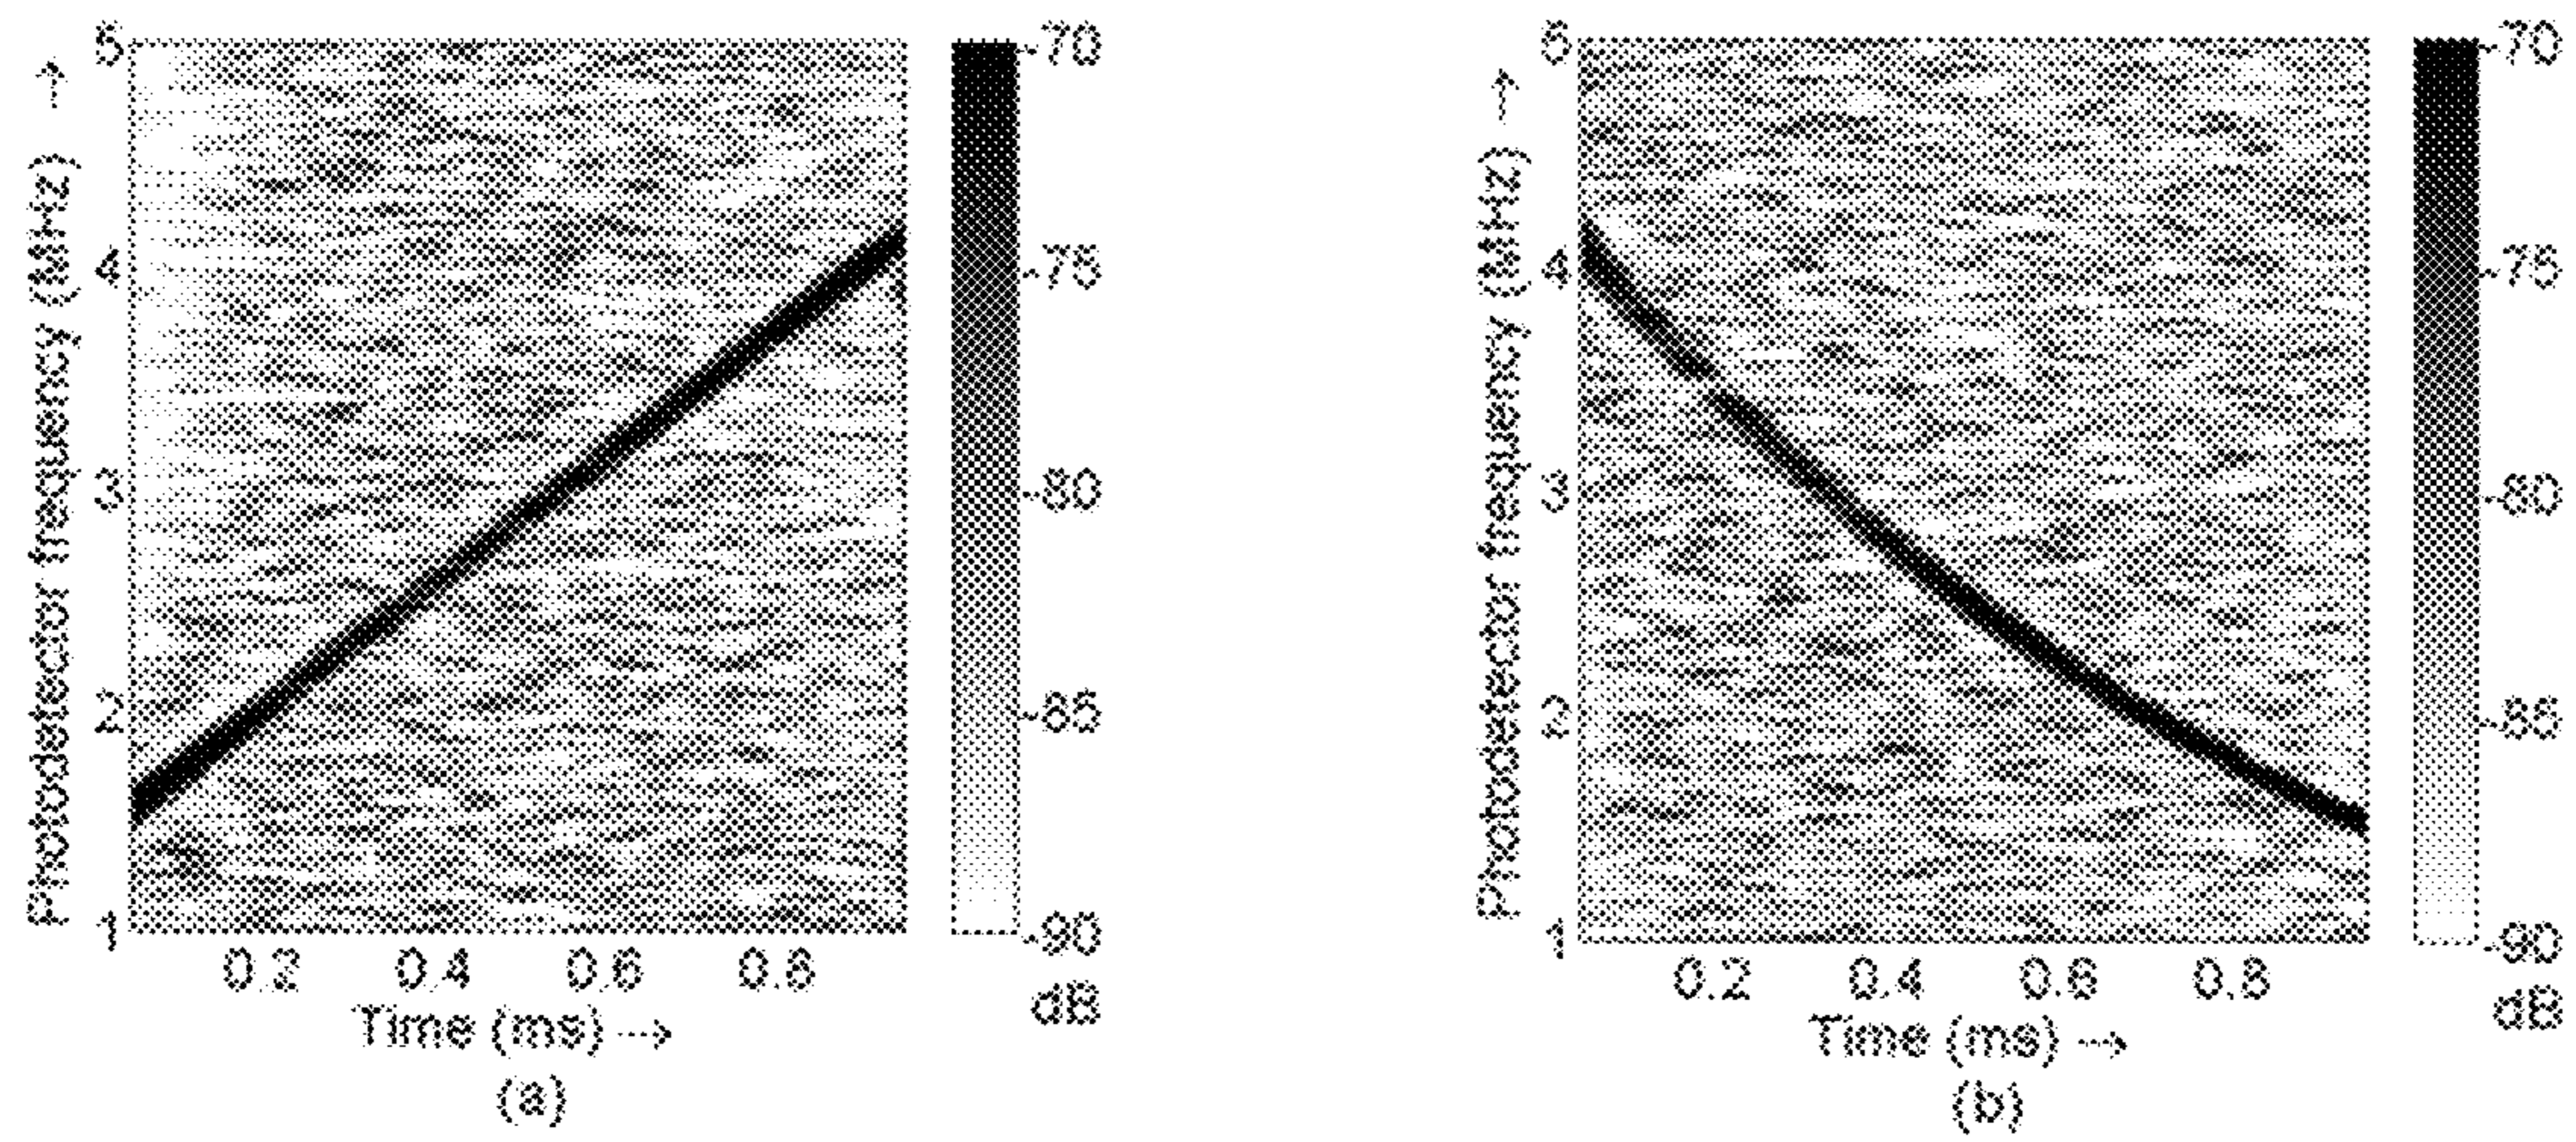 Photodetector frequency (MHz) →
5
4
3
2
1
0.2 0.4 0.6 0.8
Time (ms) →
(a)
-70
-75
-80
-85
-90
dB
Photodetector frequency (MHz) →
5
4
3
2
1
0.2 0.4 0.6 0.8
Time (ms) →
(b)
-70
-75
-80
-85
-90
dB